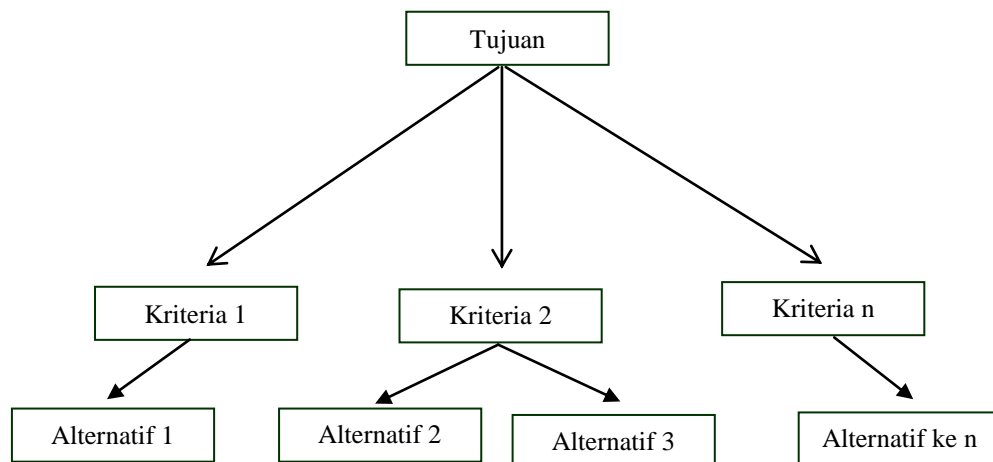 Tujuan
Kriteria 1
Kriteria 2
Kriteria n
Alternatif 1
Alternatif 2
Alternatif 3
Alternatif ke n